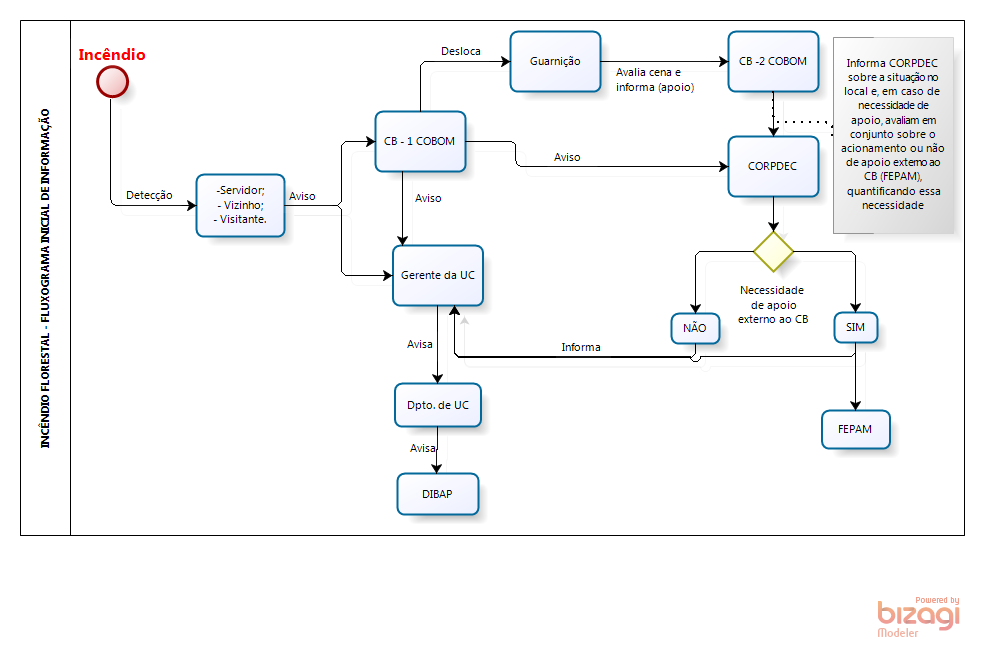 INCÊNDIO FLORESTAL - FLUXOGRAMA INICIAL DE INFORMAÇÃO
Incêndio
Detecção
-Servidor;
- Vizinho;
- Visitante.
Aviso
CB - 1 COBOM
Desloca
Guarnição
Avalia cena e
informa (apoio)
CB -2 COBOM
Informa CORPDEC
sobre a situação no
local e, em caso de
necessidade de
apoio, avaliam em
conjunto sobre o
acionamento ou não
de apoio externo ao
CB (FEPAM),
quantificando essa
necessidade
Aviso
CORPDEC
Aviso
Gerente da UC
Necessidade
de apoio
externo ao CB
NÃO
SIM
Informa
Avisa
Dpto. de UC
FEPAM
Avisa
DIBAP
Powered by
bizagi
Modeler